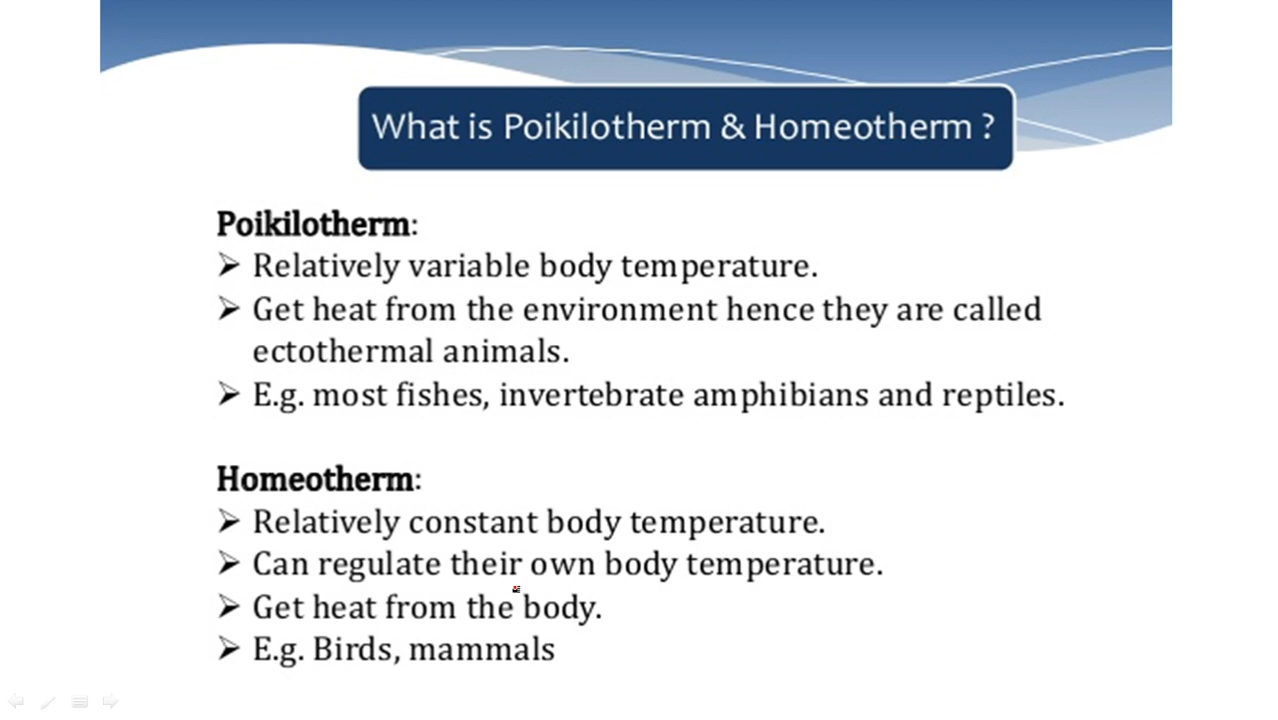 What is Poikilotherm & Homeotherm ?
Poikilotherm:
➢ Relatively variable body temperature.
➢ Get heat from the environment hence they are called
ectothermal animals.
➢ E.g. most fishes, invertebrate amphibians and reptiles.
Homeotherm:
➢ Relatively constant body temperature.
➢ Can regulate their own body temperature.
➢ Get heat from the body.
➢ E.g. Birds, mammals